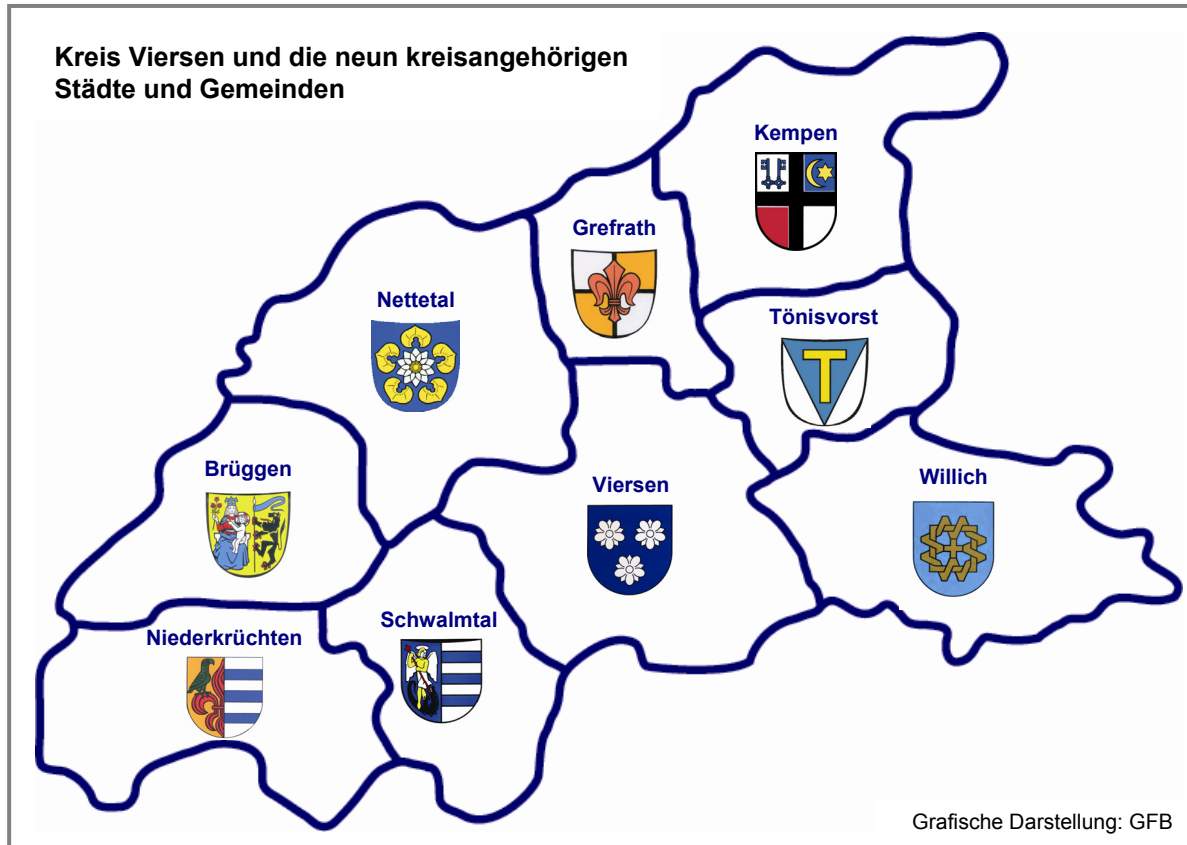 Kreis Viersen und die neun kreisangehörigen
Städte und Gemeinden
Kempen
Grefrath
Nettetal
Tönisvorst
T
Brüggen
Viersen
Willich
Schwalmtal
Niederkrüchten
Grafische Darstellung: GFB